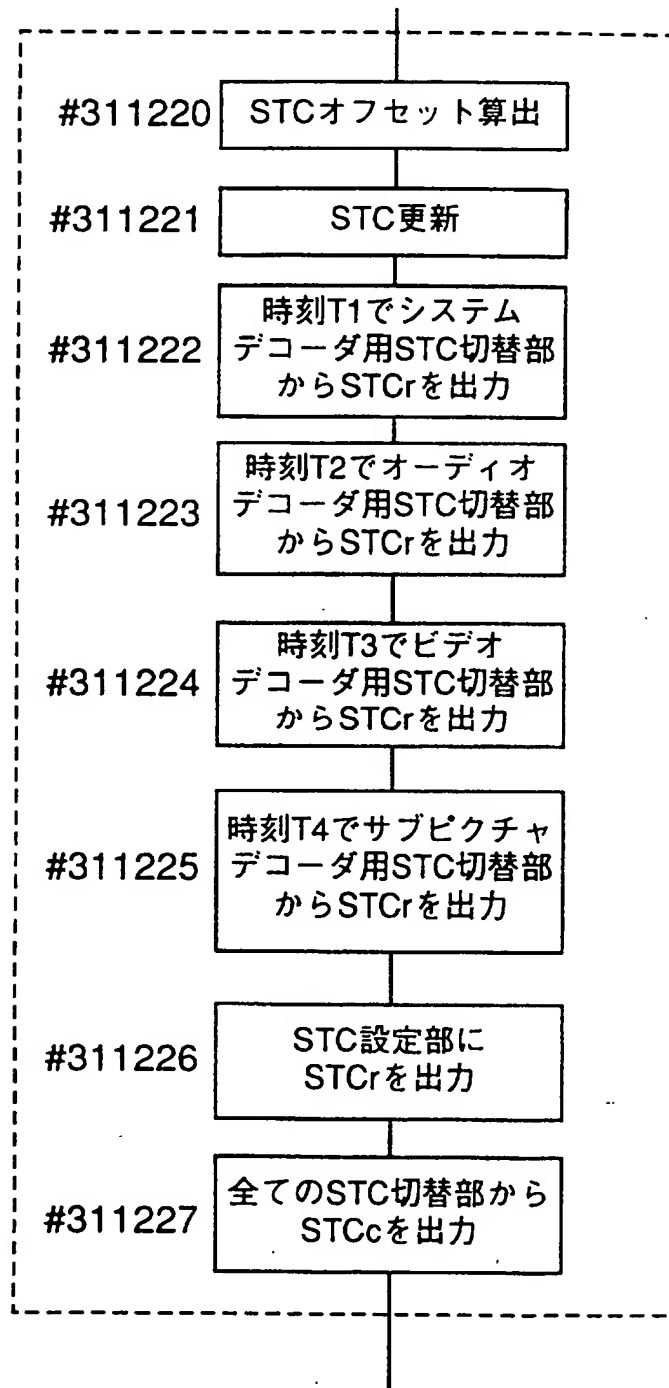 #311220
STCオフセット算出
#311221
STC更新
#311222
時刻T1でシステム
デコーダ用STC切替部
からSTCrを出力
#311223
時刻T2でオーディオ
デコーダ用STC切替部
からSTCrを出力
#311224
時刻T3でビデオ
デコーダ用STC切替部
からSTCrを出力
#311225
時刻T4でサブピクチャ
デコーダ用STC切替部
からSTCrを出力
#311226
STC設定部に
STCrを出力
#311227
全てのSTC切替部から
STCcを出力